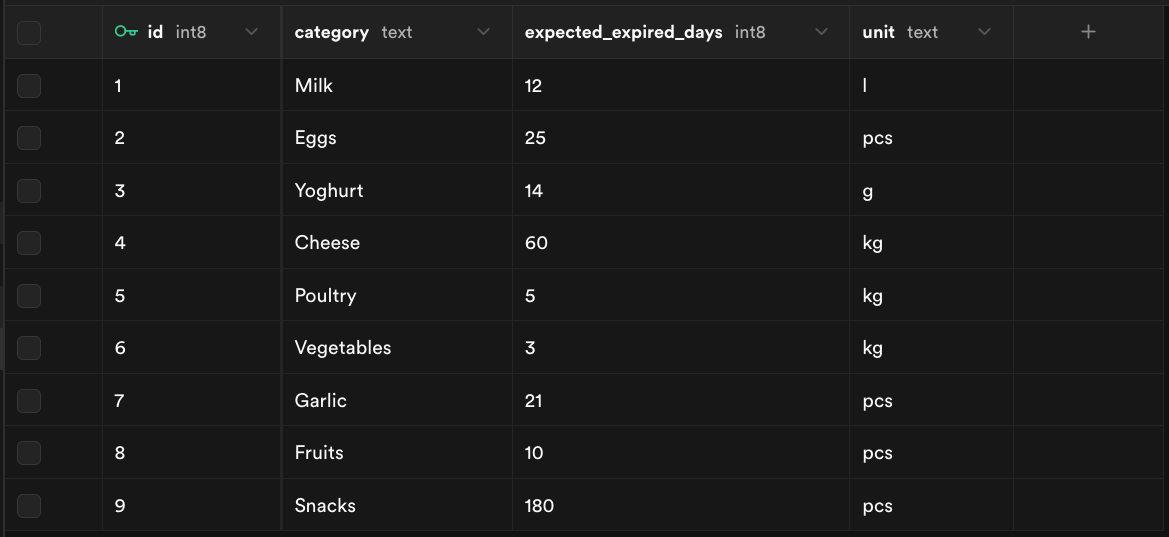 id int8 category text expected_expired_days int8 unit text +
1 Milk 12 l
2 Eggs 25 pcs
3 Yoghurt 14 g
4 Cheese 60 kg
5 Poultry 5 kg
6 Vegetables 3 kg
7 Garlic 21 pcs
8 Fruits 10 pcs
9 Snacks 180 pcs